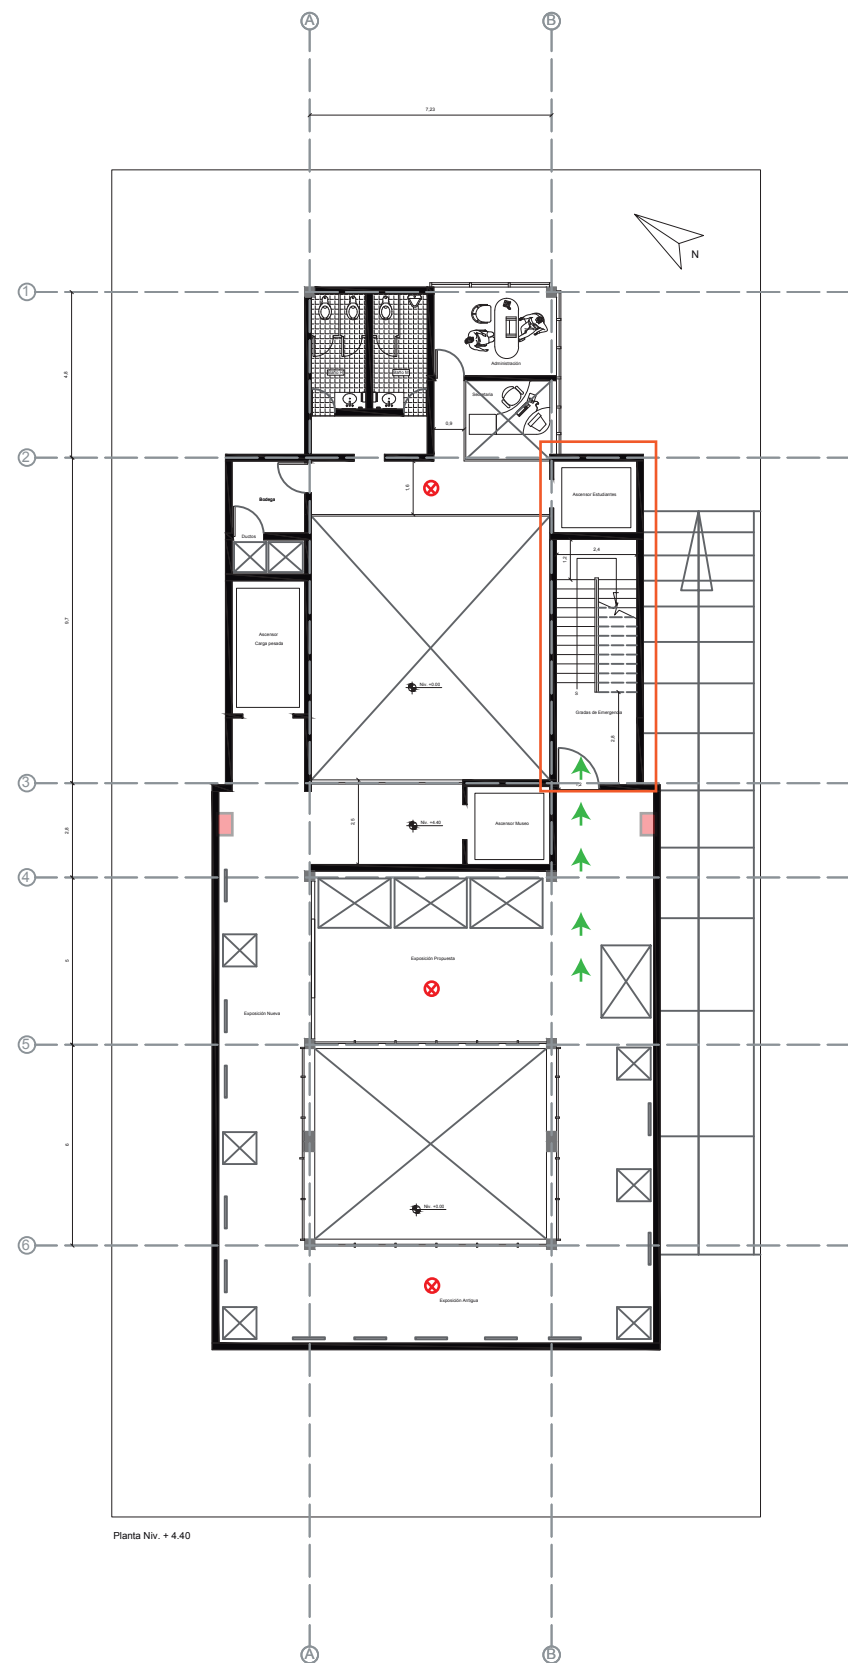 A
B
7,23
N
1
4,8
Administración
Secretaria
0,9
2
1,6
Bodega
Ductos
Ascensor Estudiantes
2,4
1,2
9,7
Ascensor
Carga pesada
Niv. +0.00
S
Gradas de Emergencia
2,8
3
2,8
2,5
Niv. +4.40
Ascensor Museo
4
5
Exposición Propuesta
Exposición Nueva
5
6
Niv. +0.00
6
Exposición Antigua
Planta Niv. + 4.40
A
B